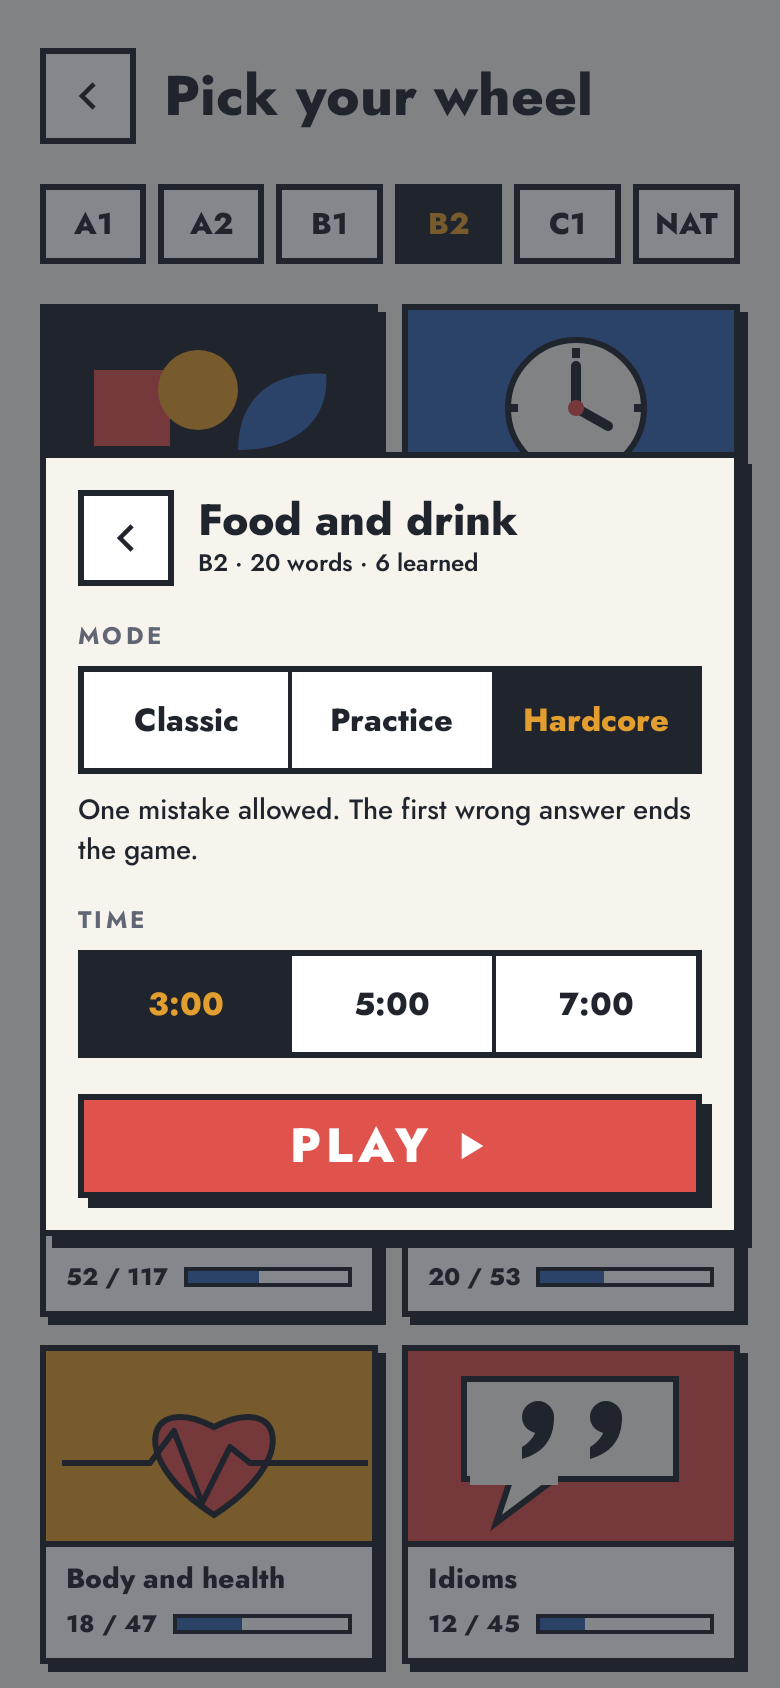 Pick your wheel
A1 A2 B1 B2 C1 NAT
Food and drink
B2 · 20 words · 6 learned
MODE
Classic Practice Hardcore
One mistake allowed. The first wrong answer ends
the game.
TIME
3:00 5:00 7:00
PLAY
52 / 117 20 / 53
Body and health Idioms
18 / 47 12 / 45